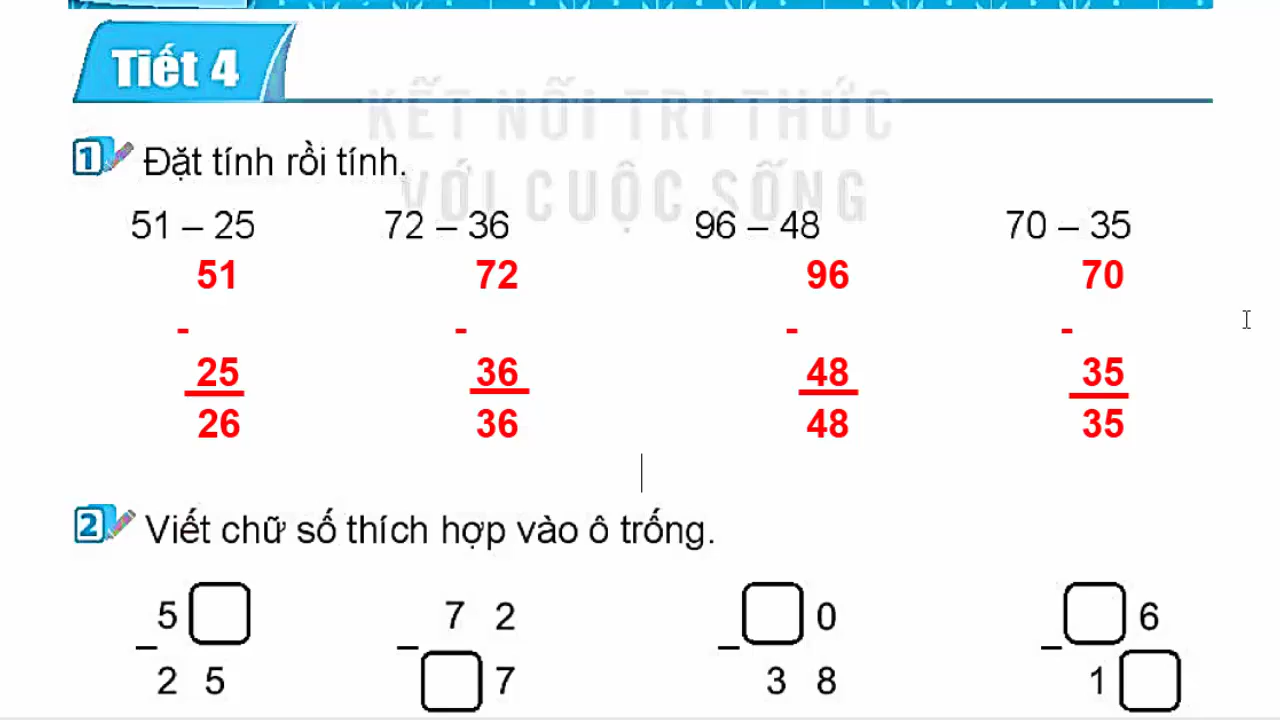 Tiết 4
KẾT NỐI TRI THỨC
VỚI CUỘC SỐNG
1 Đặt tính rồi tính.
51 – 25 72 – 36 96 – 48 70 – 35
51 72 96 70
- - - -
25 36 48 35
26 36 48 35
2 Viết chữ số thích hợp vào ô trống.
5 7 2 0 6
– – – –
2 5 7 3 8 1